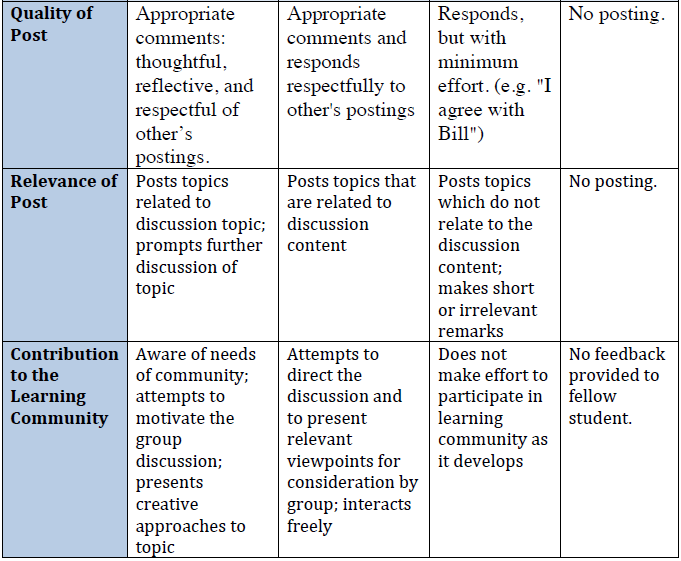 Quality of
Post
Appropriate
comments:
thoughtful,
reflective, and
respectful of
other’s
postings.
Appropriate
comments and
responds
respectfully to
other's postings
Responds,
but with
minimum
effort. (e.g. "I
agree with
Bill")
No posting.
Relevance of
Post
Posts topics
related to
discussion topic;
prompts further
discussion of
topic
Posts topics that
are related to
discussion
content
Posts topics
which do not
relate to the
discussion
content;
makes short
or irrelevant
remarks
No posting.
Contribution
to the
Learning
Community
Aware of needs
of community;
attempts to
motivate the
group
discussion;
presents
creative
approaches to
topic
Attempts to
direct the
discussion and
to present
relevant
viewpoints for
consideration by
group; interacts
freely
Does not
make effort to
participate in
learning
community as
it develops
No feedback
provided to
fellow
student.